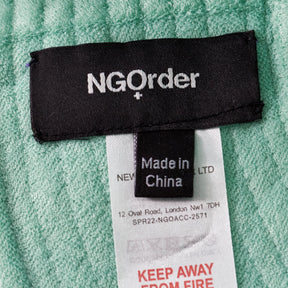 NGOrder
Made in
China
NEW
LTD
12 Oval Road, London Nw1 7DH
SPR22-NGOACC-2571
KEEP AWAY
FROM FIRE